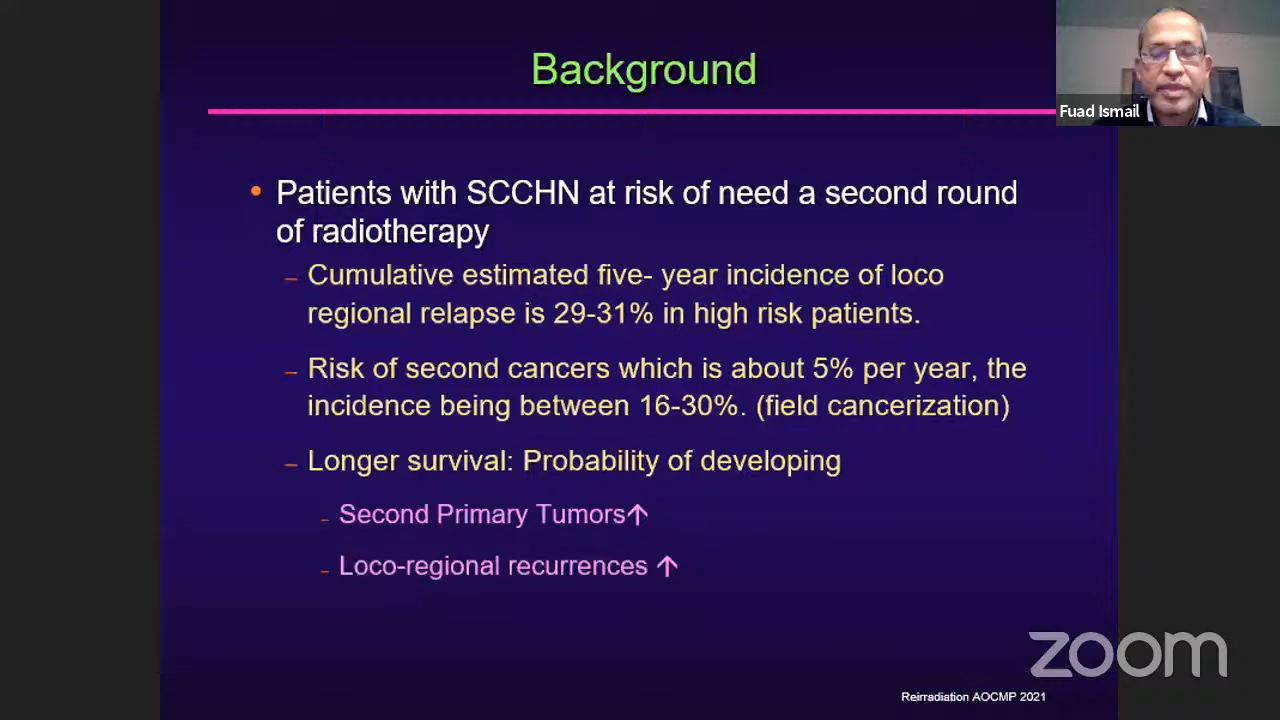 Background
Fuad Ismail
• Patients with SCCHN at risk of need a second round
of radiotherapy
– Cumulative estimated five- year incidence of loco
regional relapse is 29-31% in high risk patients.
– Risk of second cancers which is about 5% per year, the
incidence being between 16-30%. (field cancerization)
– Longer survival: Probability of developing
– Second Primary Tumors↑
– Loco-regional recurrences ↑
zoom
Reirradiation AOCMP 2021